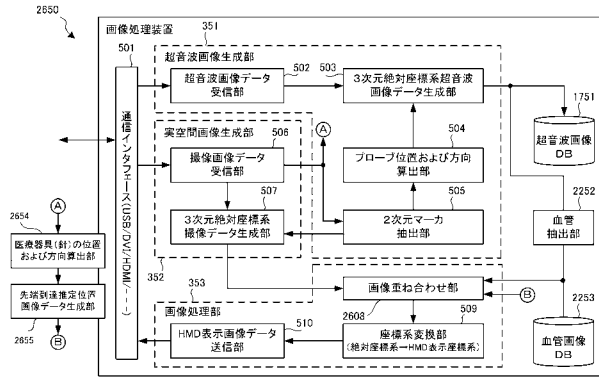 2650
画像処理装置
501
通信インタフェース(USB/DVI/HDMI/---)
351
超音波画像生成部
502
超音波画像データ
受信部
503
3次元絶対座標系超音波
画像データ生成部
実空間画像生成部
506
撮像画像データ
受信部
507
3次元絶対座標系
撮像データ生成部
352
A
504
プローブ位置および方向
算出部
505
2次元マーカ
抽出部
1751
超音波画像
DB
2252
血管
抽出部
2253
血管画像
DB
A
2654
医療器具(針)の位置
および方向算出部
先端到達推定位置
画像データ生成部
2655
B
353
画像処理部
510
HMD表示画像データ
送信部
画像重ね合わせ部
2608
B
509
座標系変換部
(絶対座標系→HMD表示座標系)